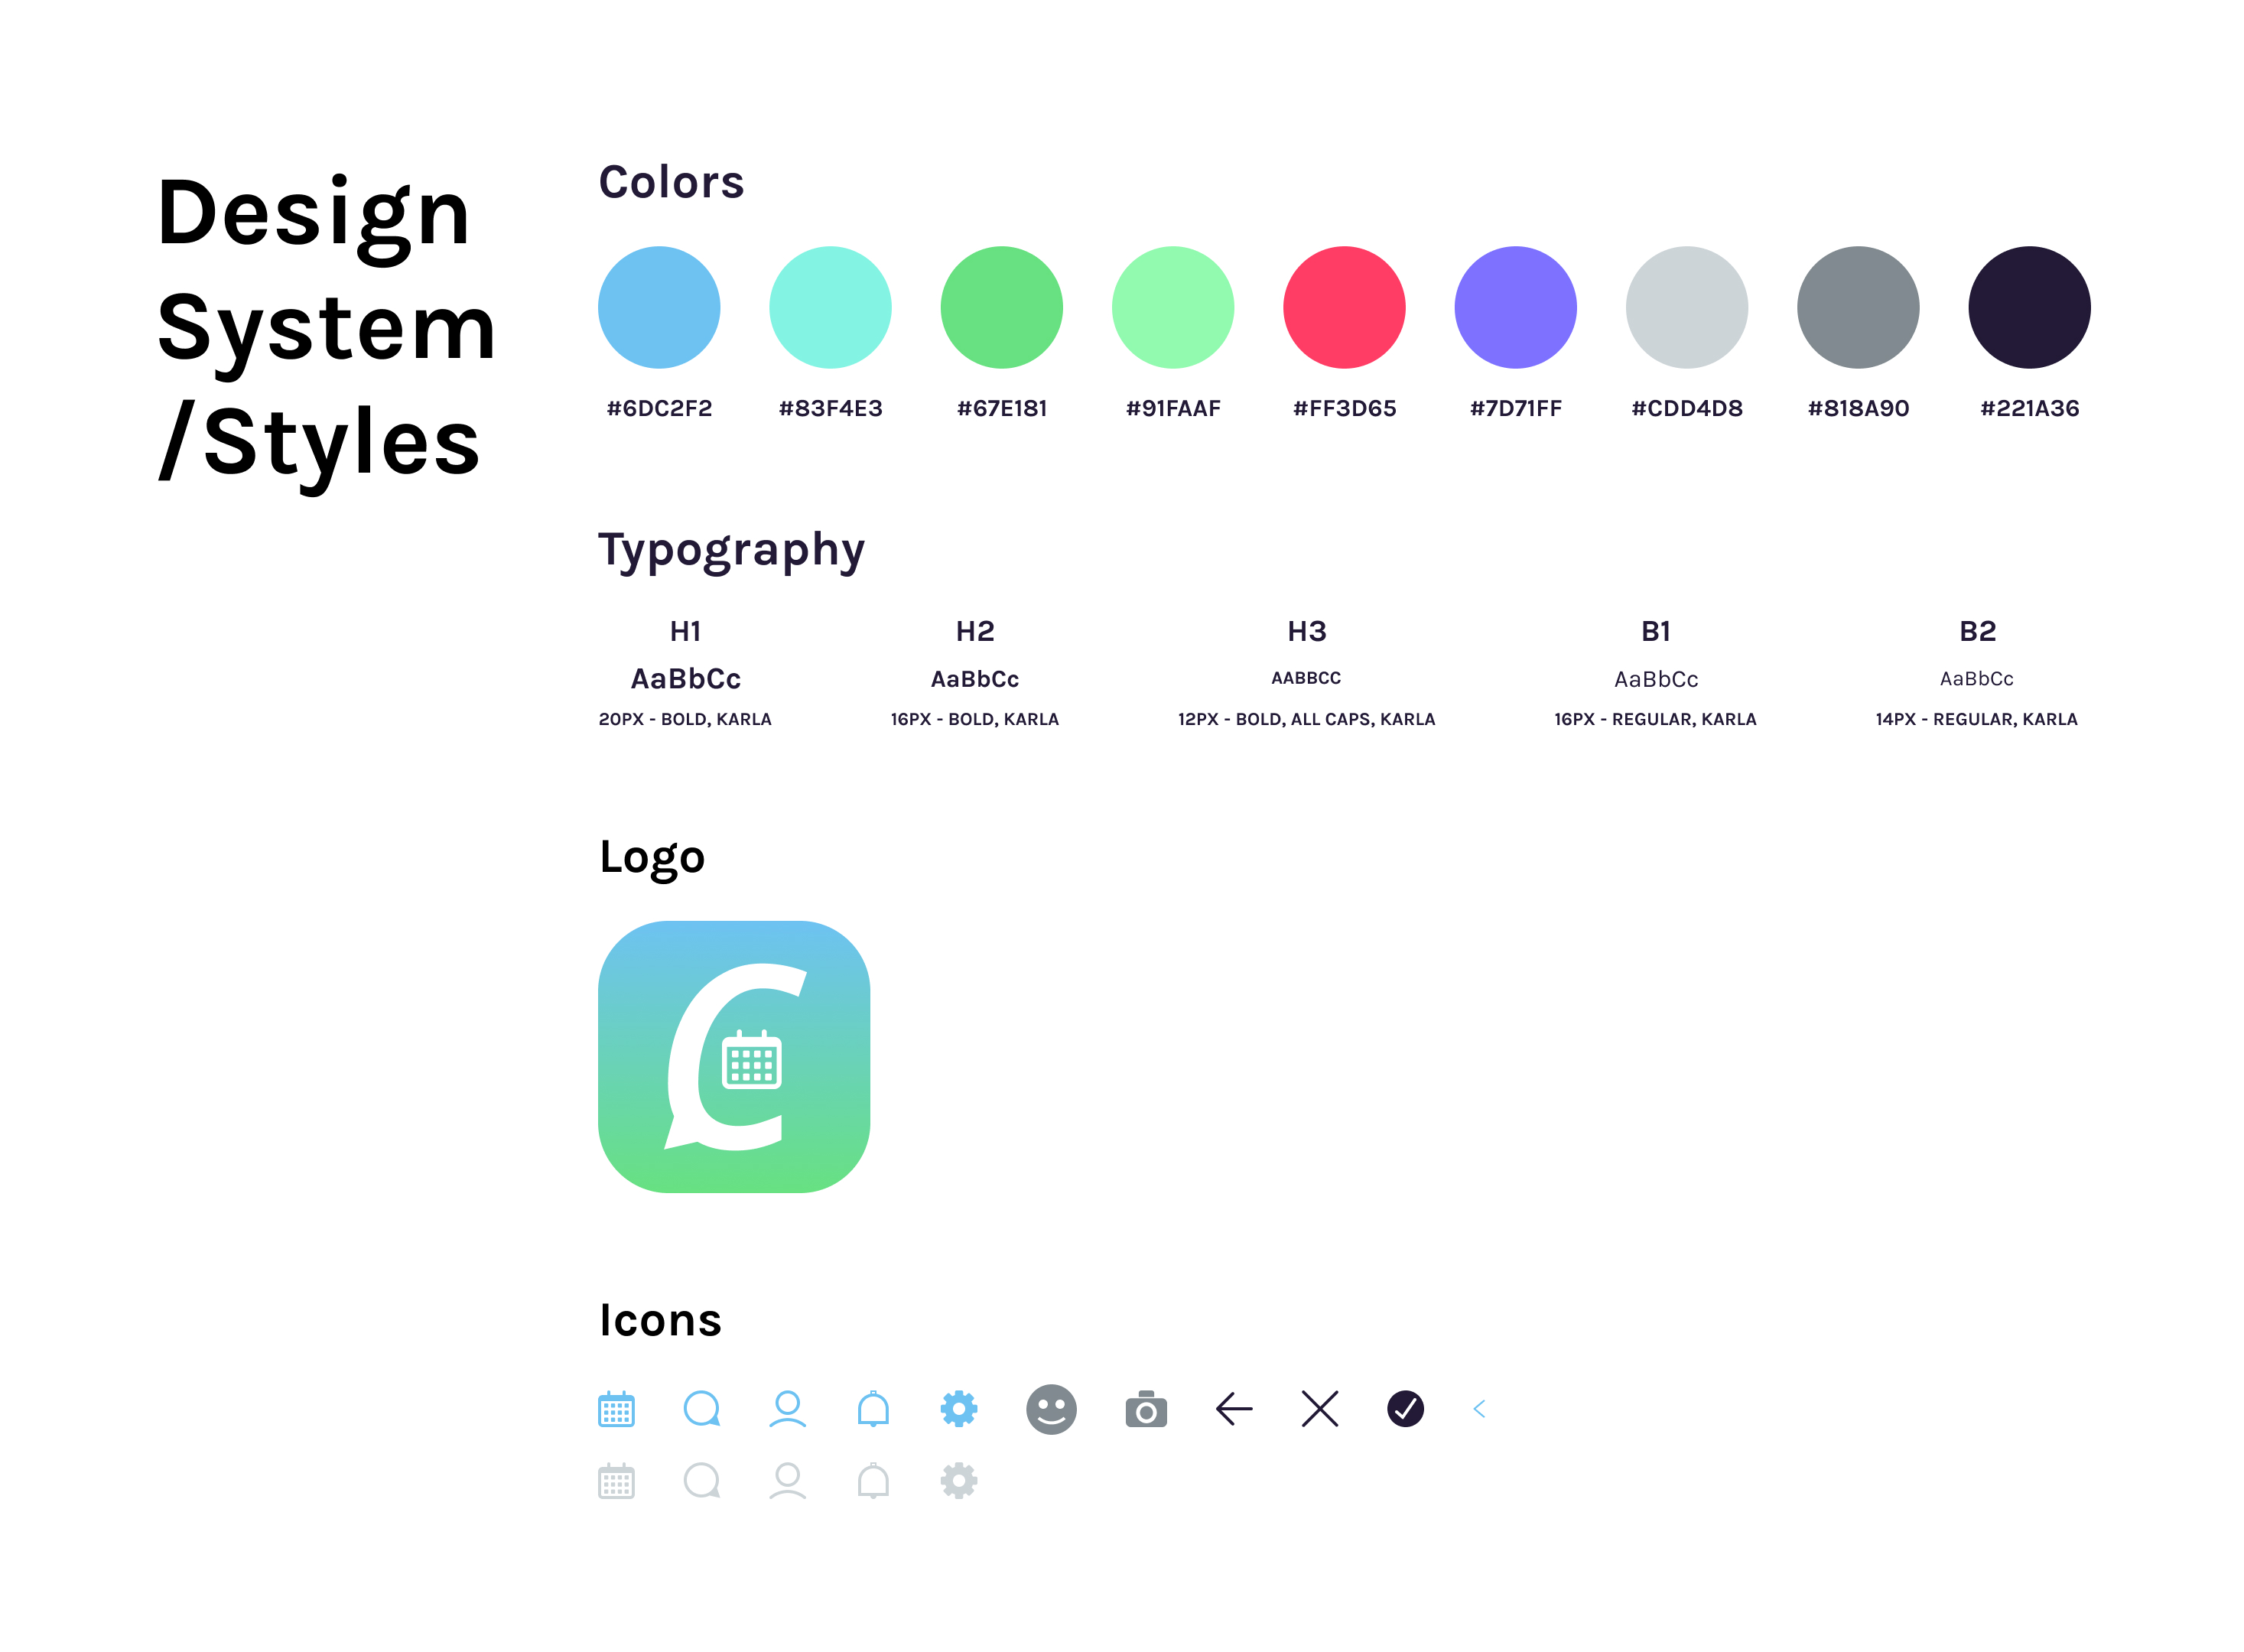 Design
System
/Styles
Colors
#6DC2F2 #83F4E3 #67E181 #91FAAF #FF3D65 #7D71FF #CDD4D8 #818A90 #221A36
Typography
H1 H2 H3 B1 B2
AaBbCc AaBbCc AABBCC AaBbCc AaBbCc
20PX - BOLD, KARLA 16PX - BOLD, KARLA 12PX - BOLD, ALL CAPS, KARLA 16PX - REGULAR, KARLA 14PX - REGULAR, KARLA
Logo
C
Icons